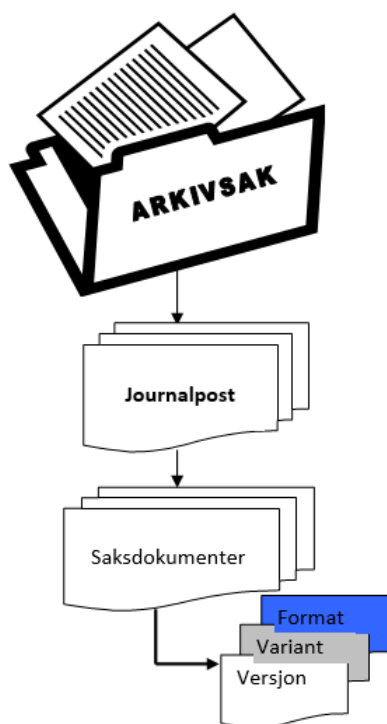 ARKIVSAK
Journalpost
Saksdokumenter
Format
Variant
Versjon